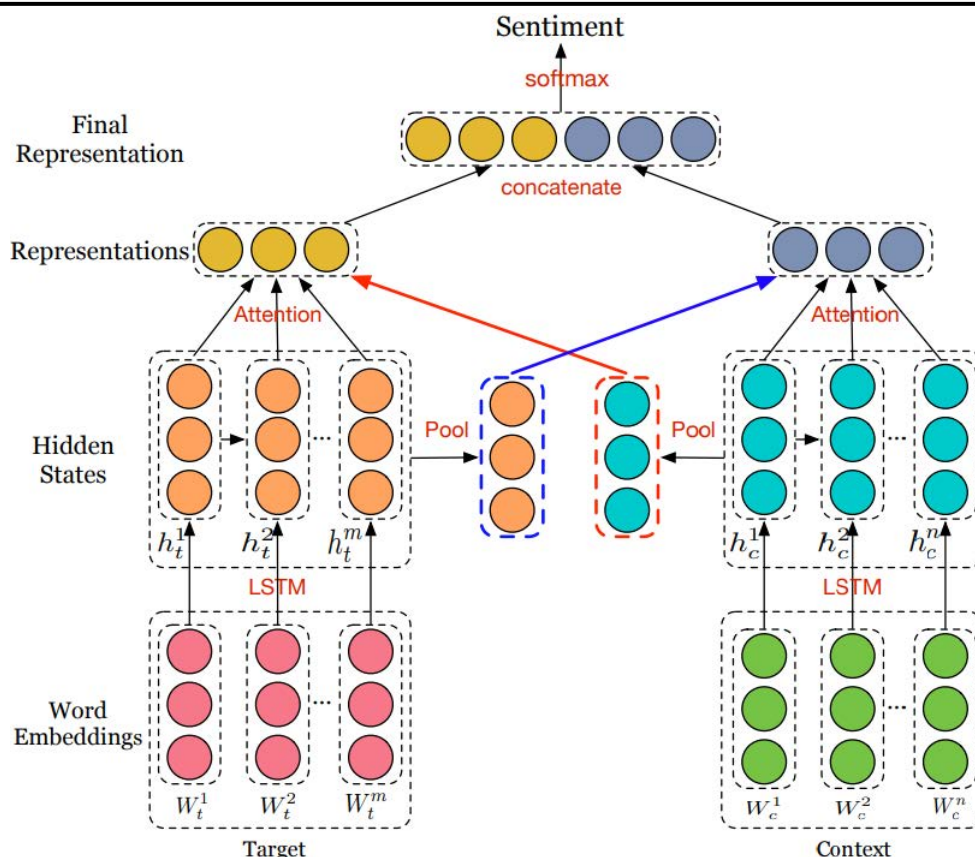 Sentiment
softmax
Final
Representation
concatenate
Representations
Attention
Attention
Hidden
States
Pool
Pool
...
...
h_t^1
h_t^2
h_t^m
h_c^1
h_c^2
h_c^n
LSTM
LSTM
Word
Embeddings
...
...
W_t^1
W_t^2
W_t^m
W_c^1
W_c^2
W_c^n
Target
Context